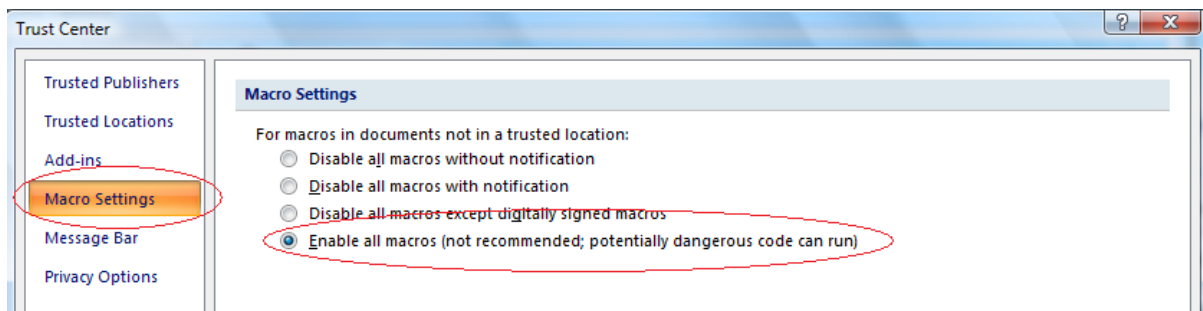 Trust Center
Trusted Publishers
Trusted Locations
Add-ins
Macro Settings
Message Bar
Privacy Options
Macro Settings
For macros in documents not in a trusted location:
Disable all macros without notification
Disable all macros with notification
Disable all macros except digitally signed macros
Enable all macros (not recommended; potentially dangerous code can run)